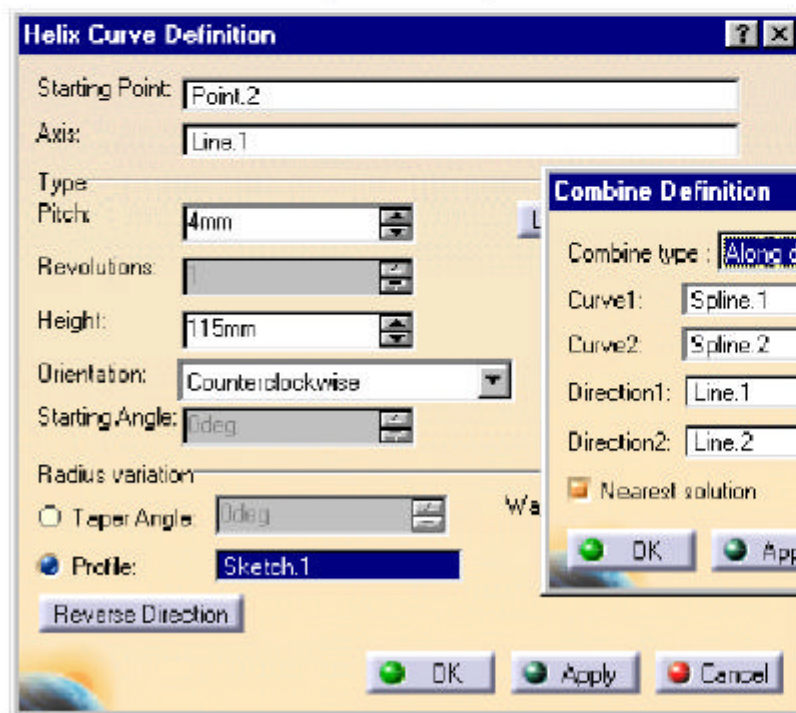 Helix Curve Definition
?
Starting Point: Point.2
Axis: Line.1
Type
Pitch: 4mm
Revolutions: 1
Height: 115mm
Orientation: Counterclockwise
Starting Angle: 0deg
Radius variation
Taper Angle: 0deg
Profile: Sketch.1
Reverse Direction
OK Apply Cancel
Combine Definition
Combine type : Along
Curve1: Spline.1
Curve2: Spline.2
Direction1: Line.1
Direction2: Line.2
Nearest solution
OK